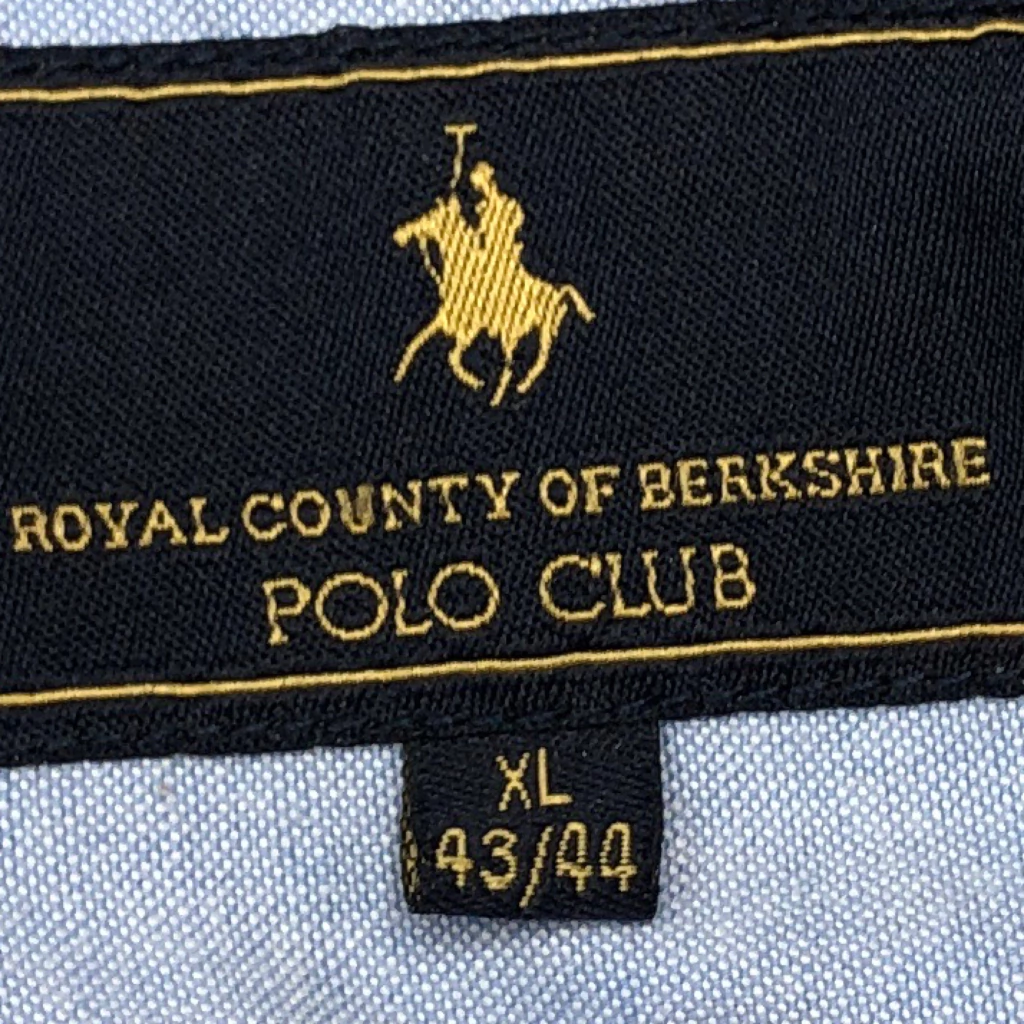 ROYAL COUNTY OF BERKSHIRE
POLO CLUB
XL
43/44